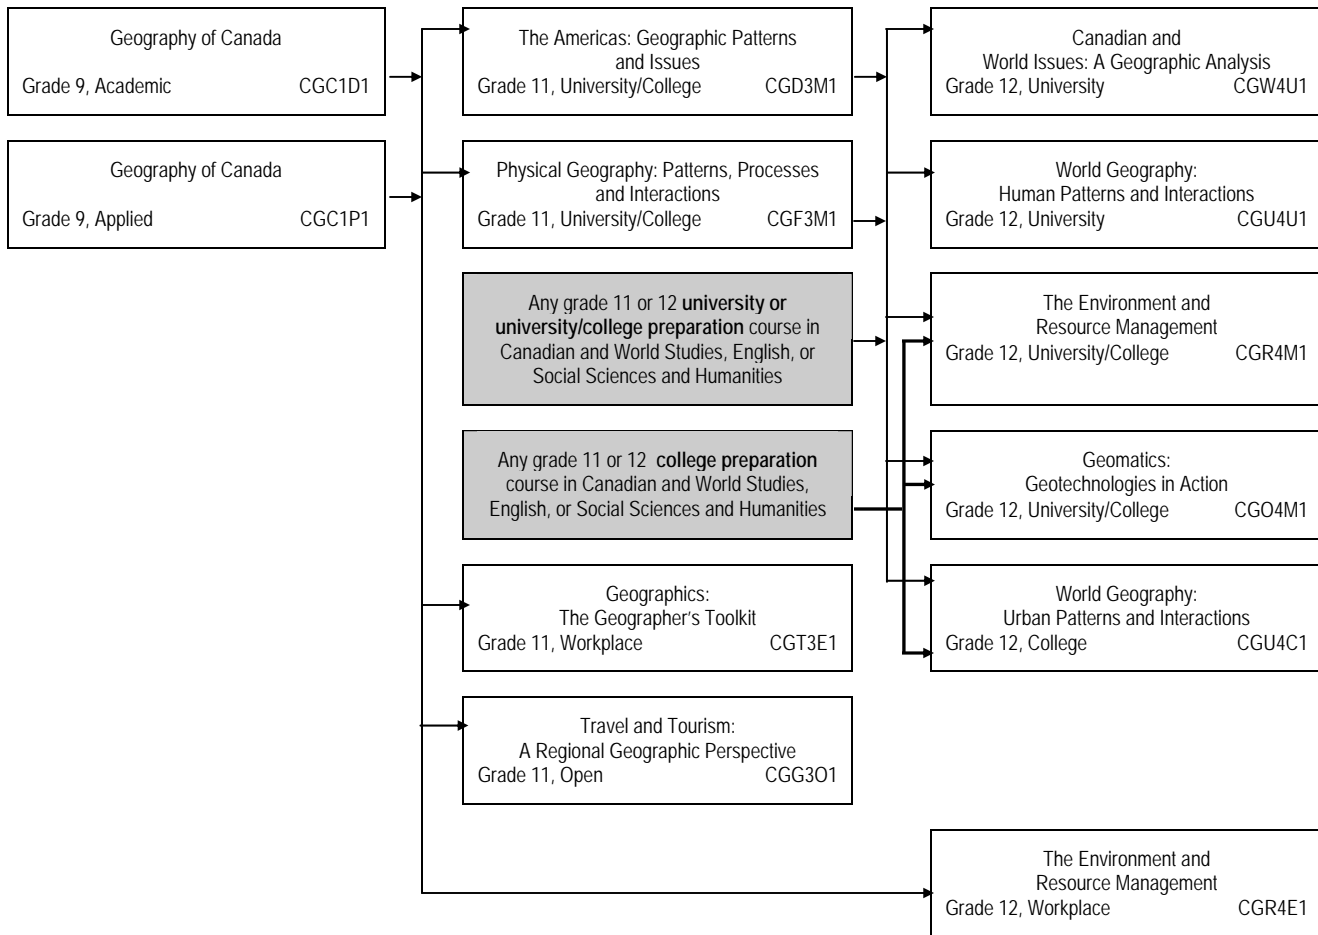 Geography of Canada
Grade 9, Academic CGC1D1
Geography of Canada
Grade 9, Applied CGC1P1
The Americas: Geographic Patterns
and Issues
Grade 11, University/College CGD3M1
Physical Geography: Patterns, Processes
and Interactions
Grade 11, University/College CGF3M1
Any grade 11 or 12 university or
university/college preparation course in
Canadian and World Studies, English, or
Social Sciences and Humanities
Any grade 11 or 12 college preparation
course in Canadian and World Studies,
English, or Social Sciences and Humanities
Geographics:
The Geographer's Toolkit
Grade 11, Workplace CGT3E1
Travel and Tourism:
A Regional Geographic Perspective
Grade 11, Open CGG3O1
Canadian and
World Issues: A Geographic Analysis
Grade 12, University CGW4U1
World Geography:
Human Patterns and Interactions
Grade 12, University CGU4U1
The Environment and
Resource Management
Grade 12, University/College CGR4M1
Geomatics:
Geotechnologies in Action
Grade 12, University/College CGO4M1
World Geography:
Urban Patterns and Interactions
Grade 12, College CGU4C1
The Environment and
Resource Management
Grade 12, Workplace CGR4E1